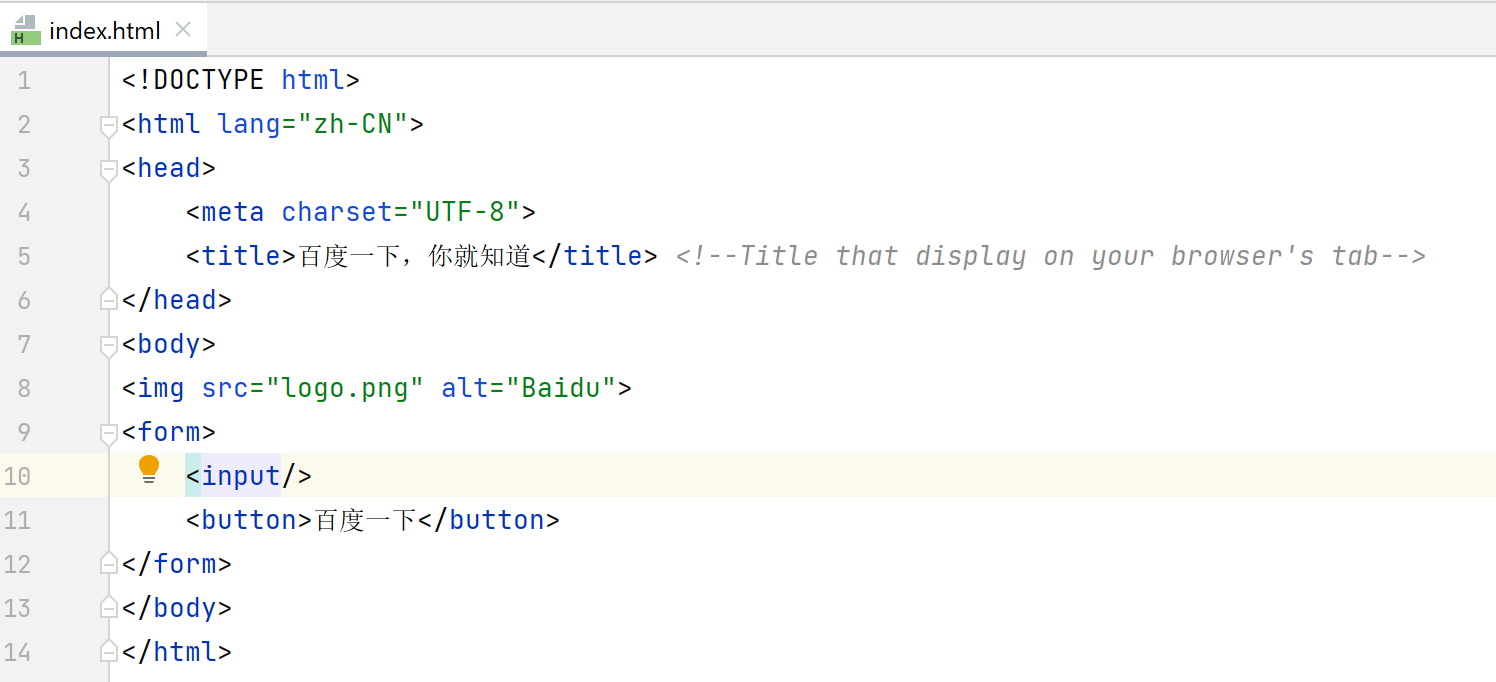 index.html
1 <!DOCTYPE html>
2 <html lang="zh-CN">
3 <head>
4     <meta charset="UTF-8">
5     <title>百度一下，你就知道</title> <!--Title that display on your browser's tab-->
6 </head>
7 <body>
8 <img src="logo.png" alt="Baidu">
9 <form>
10     <input/>
11     <button>百度一下</button>
12 </form>
13 </body>
14 </html>